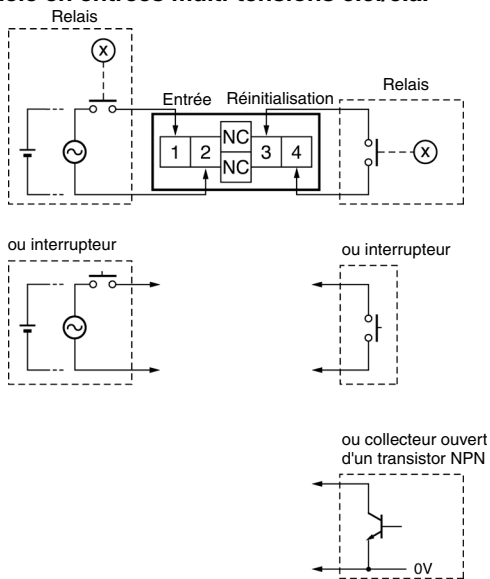 Relais
X
Entrée Réinitialisation
Relais
1 2 NC NC 3 4
X
ou interrupteur
ou interrupteur
ou collecteur ouvert
d'un transistor NPN
0V